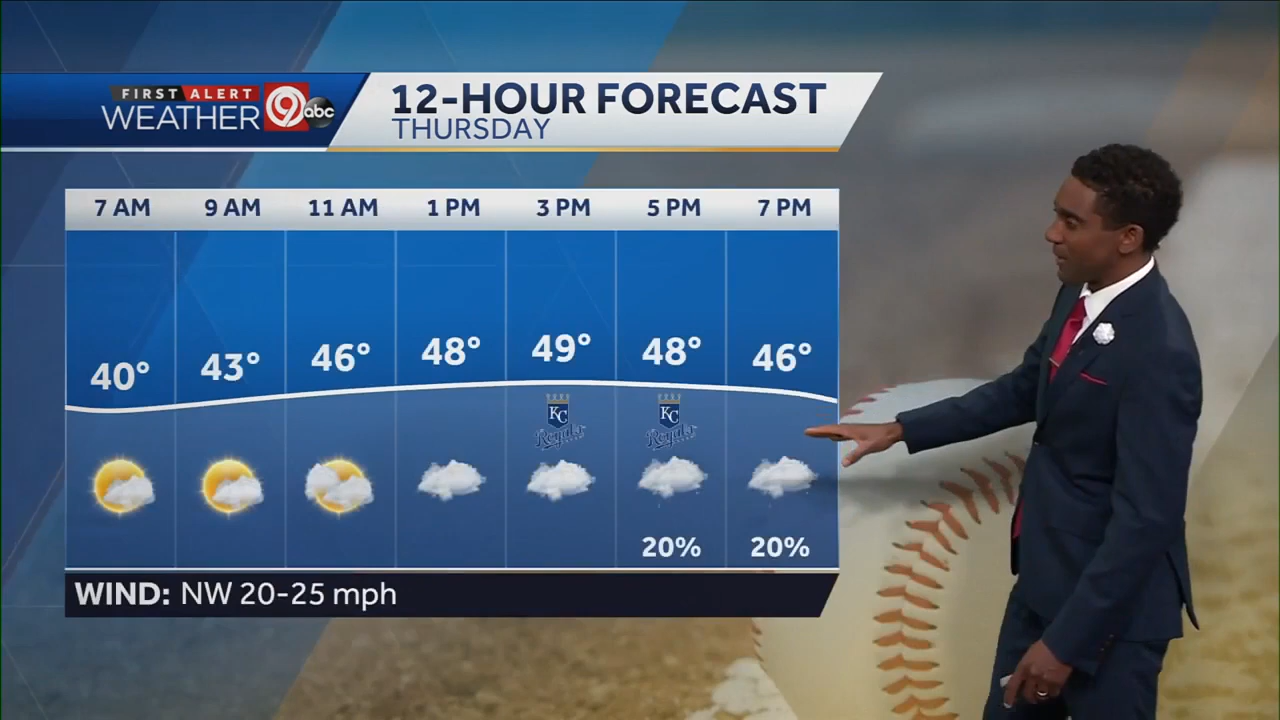 FIRST ALERT
WEATHER 9 abc
12-HOUR FORECAST
THURSDAY
7 AM 9 AM 11 AM 1 PM 3 PM 5 PM 7 PM
40° 43° 46° 48° 49° 48° 46°
KC KC
Royals Royals
20% 20%
WIND: NW 20-25 mph